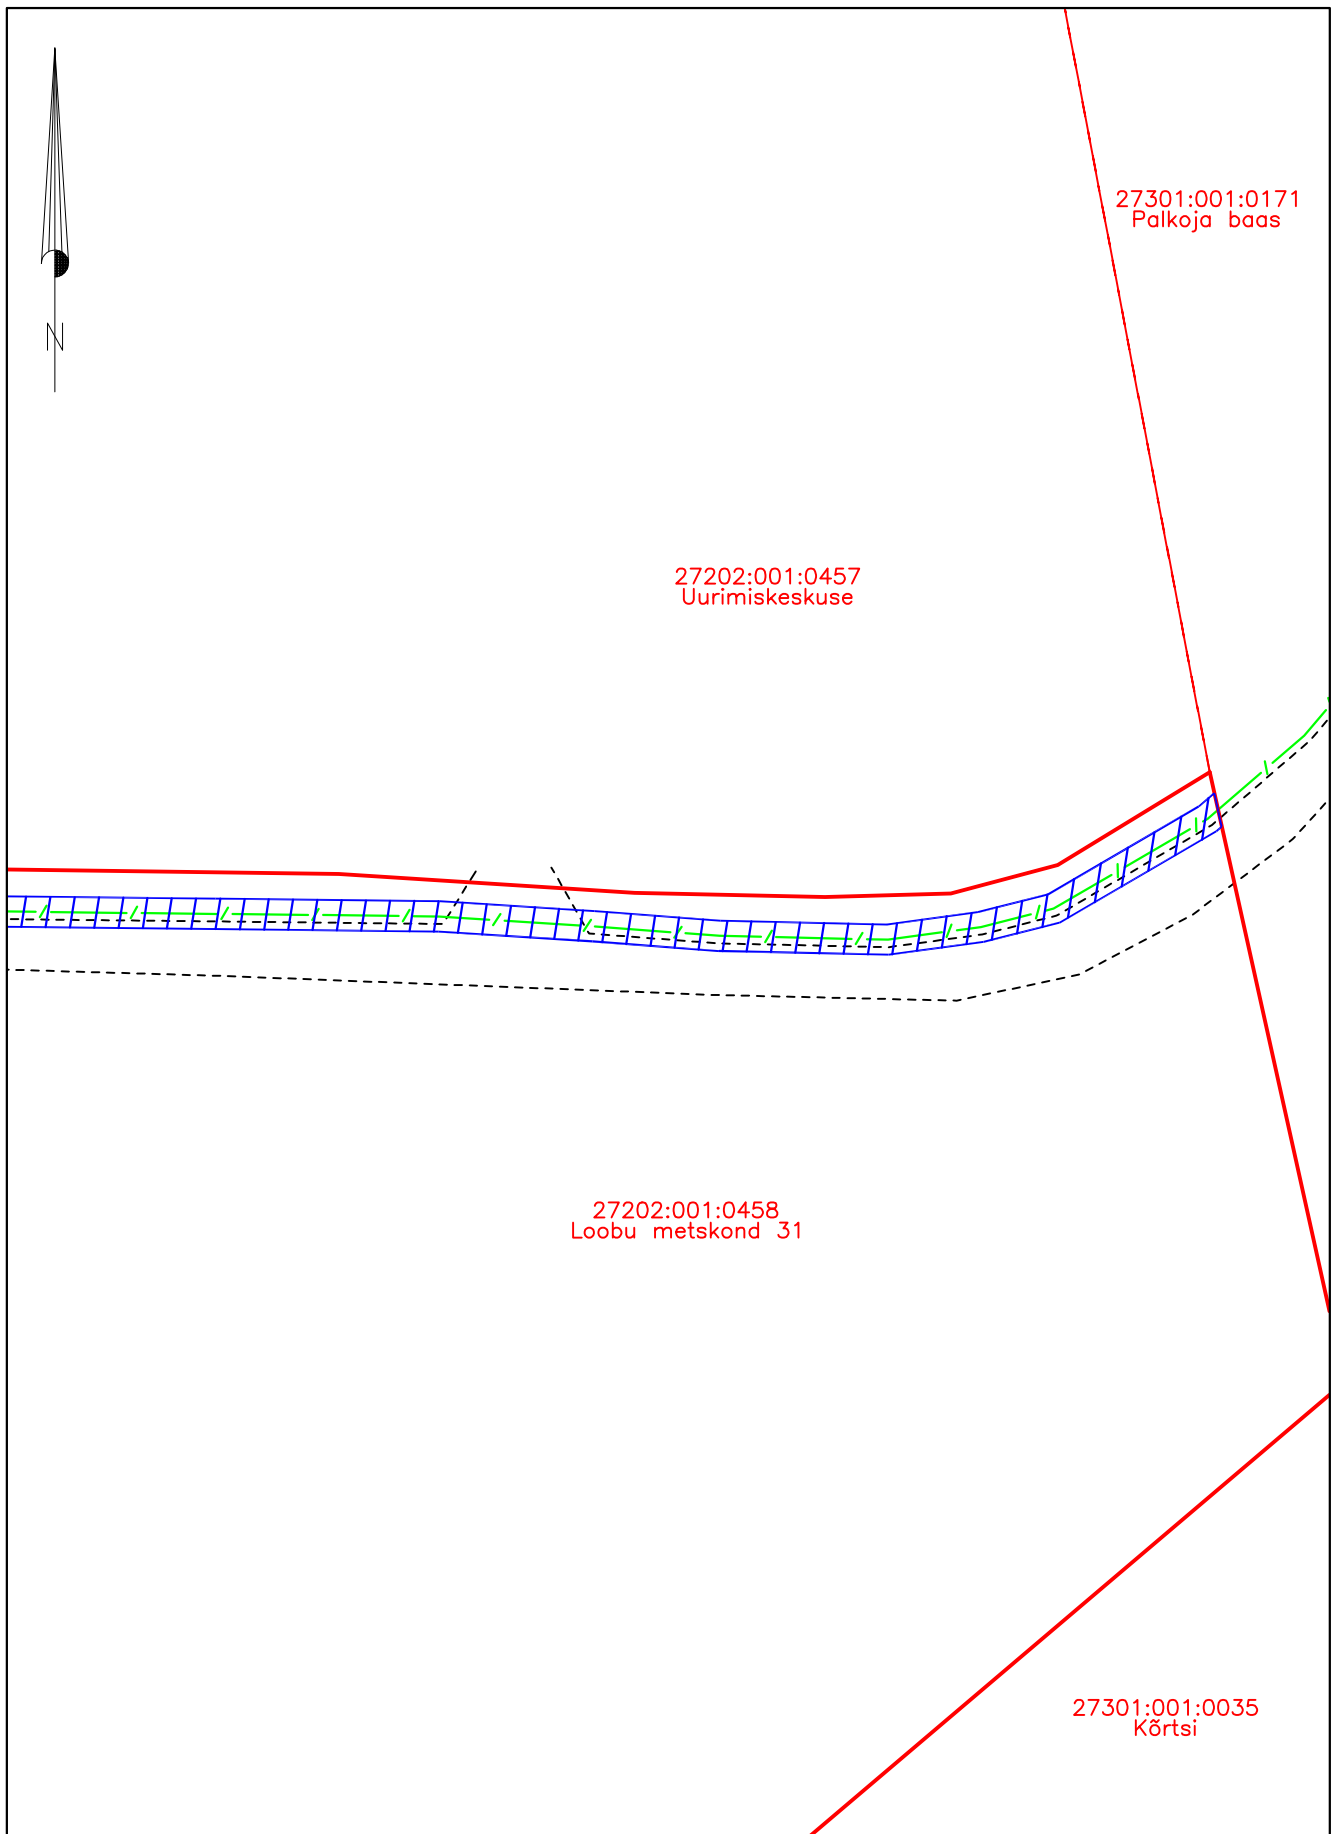 27301:001:0171
Palkoja baas
N
27202:001:0457
Uurimiskeskuse
27202:001:0458
Loobu metskond 31
27301:001:0035
Kõrtsi